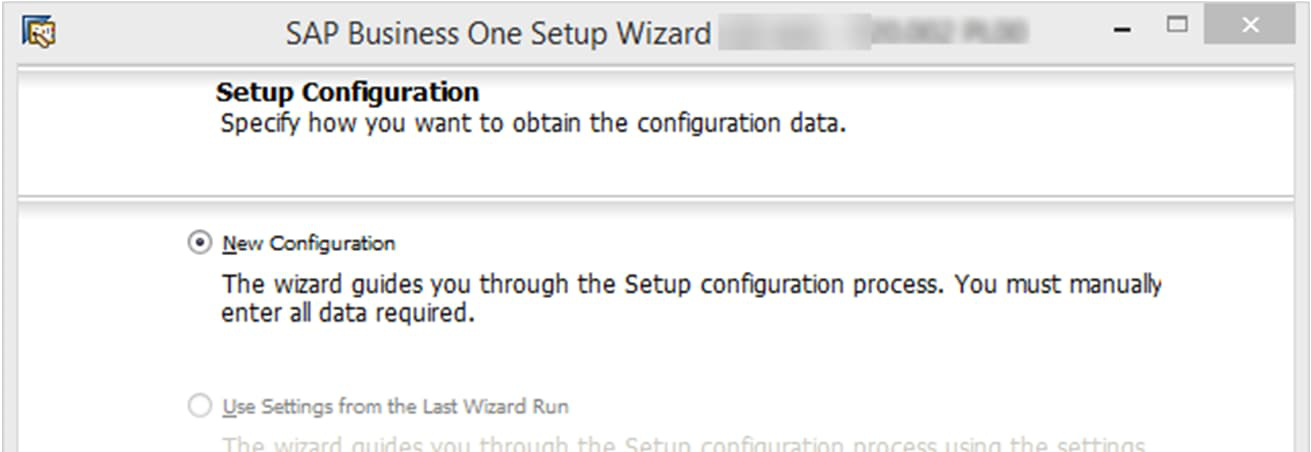 SAP Business One Setup Wizard
Setup Configuration
Specify how you want to obtain the configuration data.
New Configuration
The wizard guides you through the Setup configuration process. You must manually
enter all data required.
Use Settings from the Last Wizard Run
The wizard guides you through the Setup configuration process using the settings